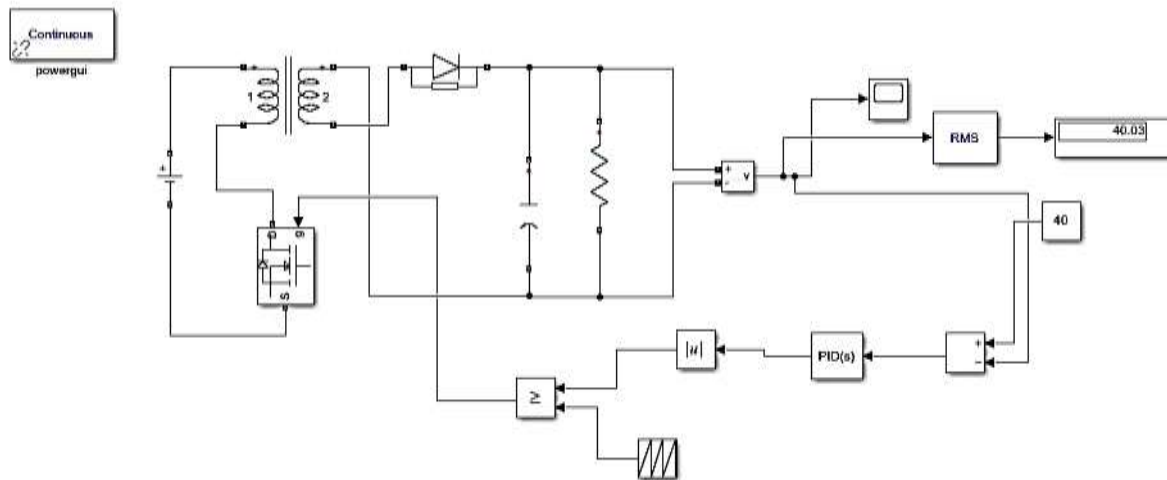 Continuous
powergui
+
+
1
2
+
+
+
+
-
v
RMS
40.03
40
g
D
S
+
−
PID(s)
|u|
≥